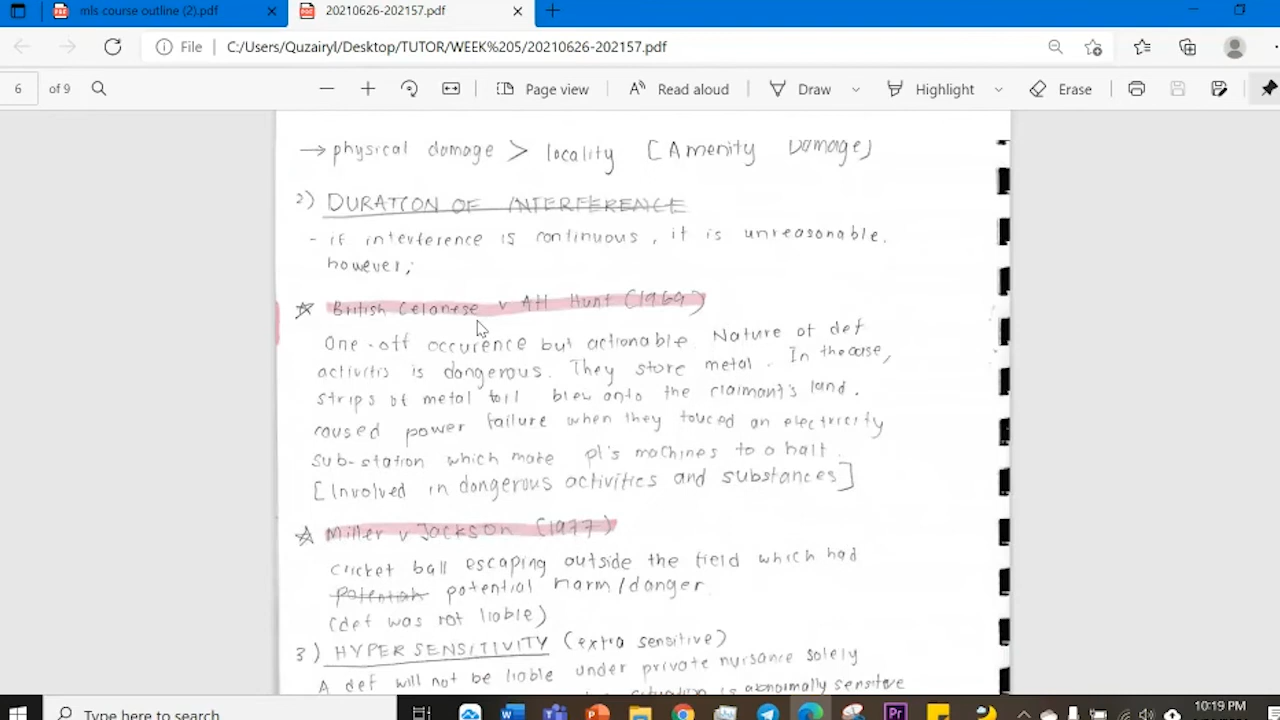 mls course outline (2).pdf
20210626-202157.pdf
File
C:/Users/Quzairyl/Desktop/TUTOR/WEEK%205/20210626-202157.pdf
6 of 9
Page view
Read aloud
Draw
Highlight
Erase
→ physical damage > locality [Amenity Damage]
2) DURATION OF INTERFERENCE
- if interference is continuous, it is unreasonable.
however;
☆ British Celanese v AH Hunt (1969)
One-off occurence but actionable. Nature of def
activitis is dangerous. They store metal. In the case,
strips of metal foil blew onto the claimant's land.
caused power failure when they touced an electricity
sub-station which make pl's machines to a halt.
[Involved in dangerous activities and substances]
☆ Miller v Jackson (1977)
cricket ball escaping outside the field which had
potential potential harm/danger.
(def was not liable)
3) HYPERSENSITIVITY (extra sensitive)
A def will not be liable under private nuisance solely
situation is abnormally sensitive
Type here to search
10:19 PM